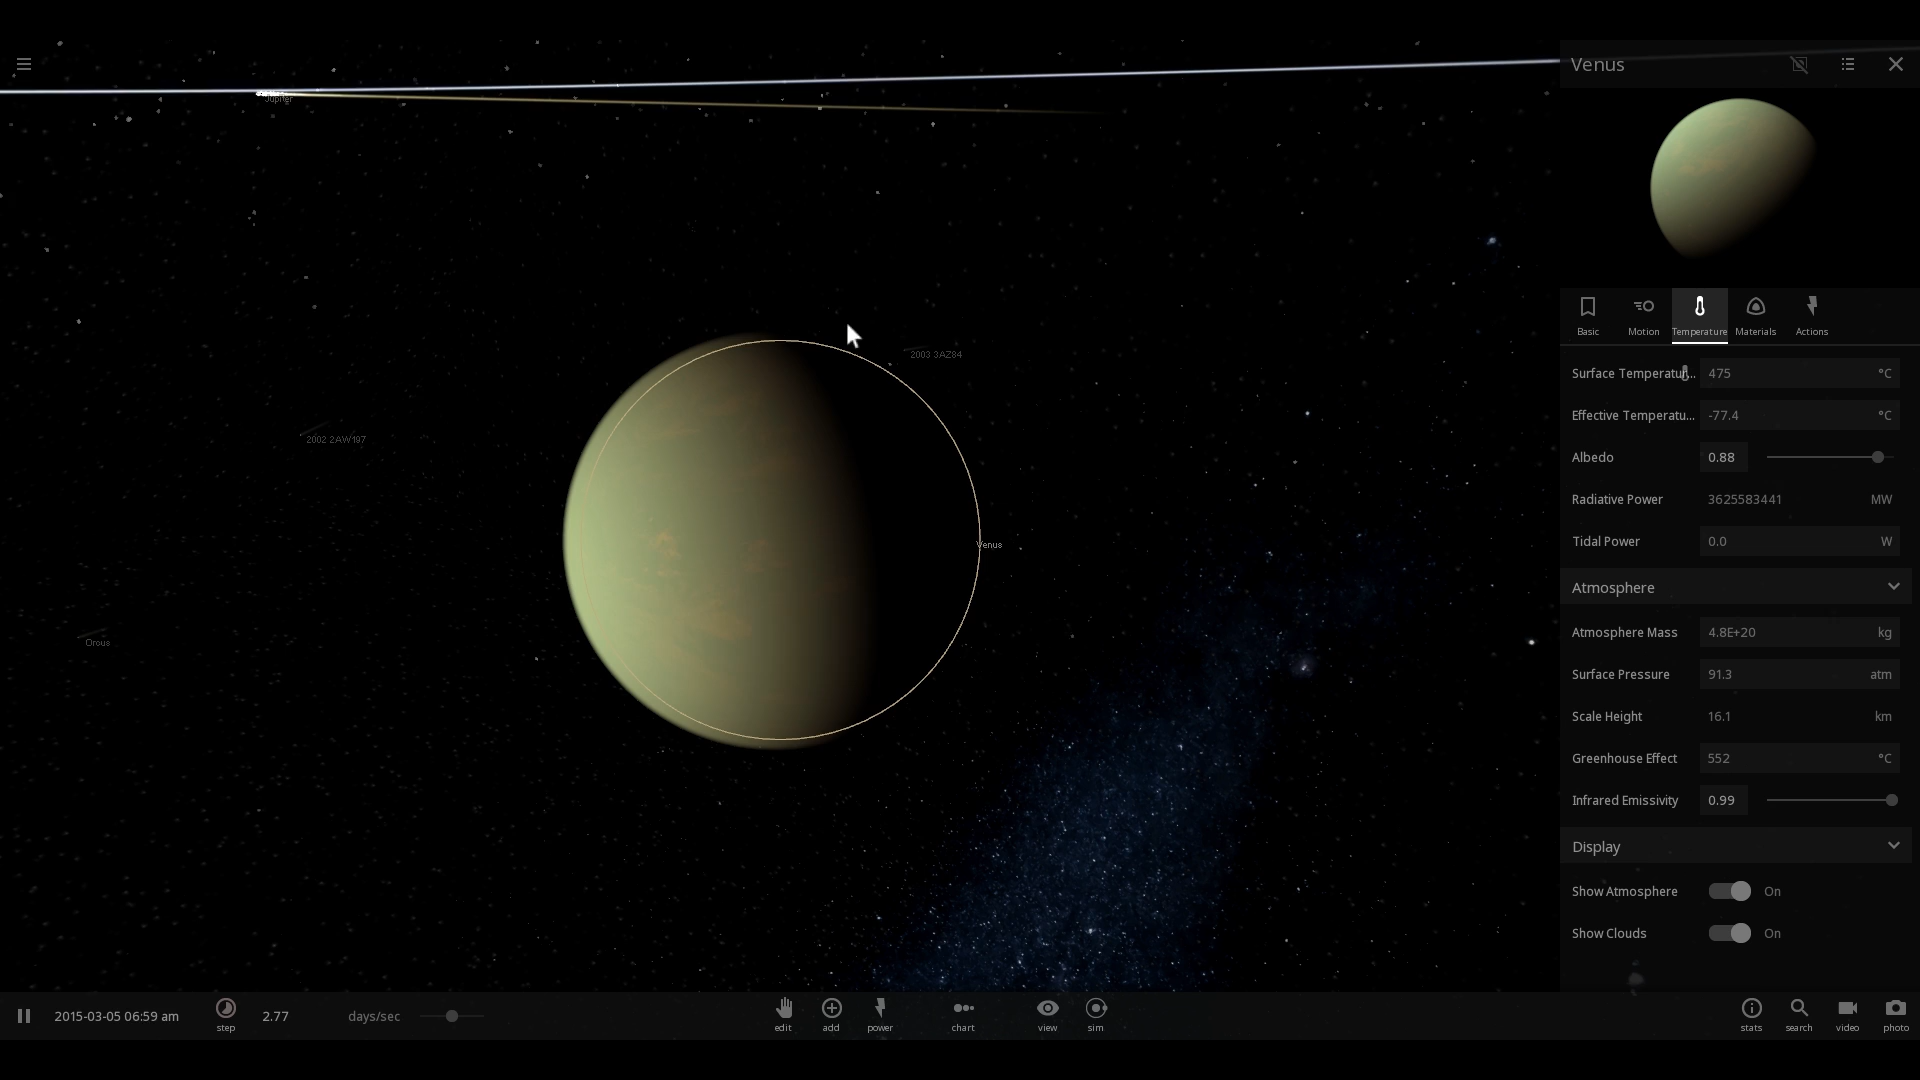 Venus
Jupiter
2003 3AZ84
2002 2AW197
Venus
Orcus
Basic
Motion
Temperature
Materials
Actions
Surface Temperatur... 475 °C
Effective Temperatu... -77.4 °C
Albedo 0.88
Radiative Power 3625583441 MW
Tidal Power 0.0 W
Atmosphere
Atmosphere Mass 4.8E+20 kg
Surface Pressure 91.3 atm
Scale Height 16.1 km
Greenhouse Effect 552 °C
Infrared Emissivity 0.99
Display
Show Atmosphere On
Show Clouds On
2015-03-05 06:59 am
step
2.77 days/sec
edit
add
power
chart
view
sim
stats
search
video
photo